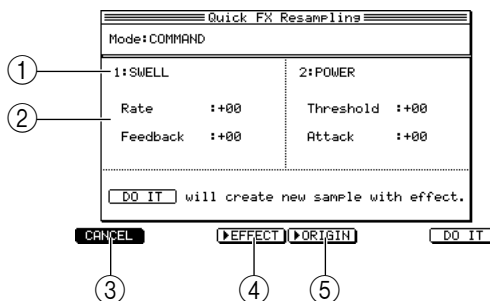 Quick FX Resampling
Mode:COMMAND
① 1:SWELL 2:POWER
② Rate :+00 Threshold :+00
Feedback :+00 Attack :+00
DO IT will create new sample with effect.
CANCEL ▶EFFECT ▶ORIGIN DO IT
③ ④ ⑤